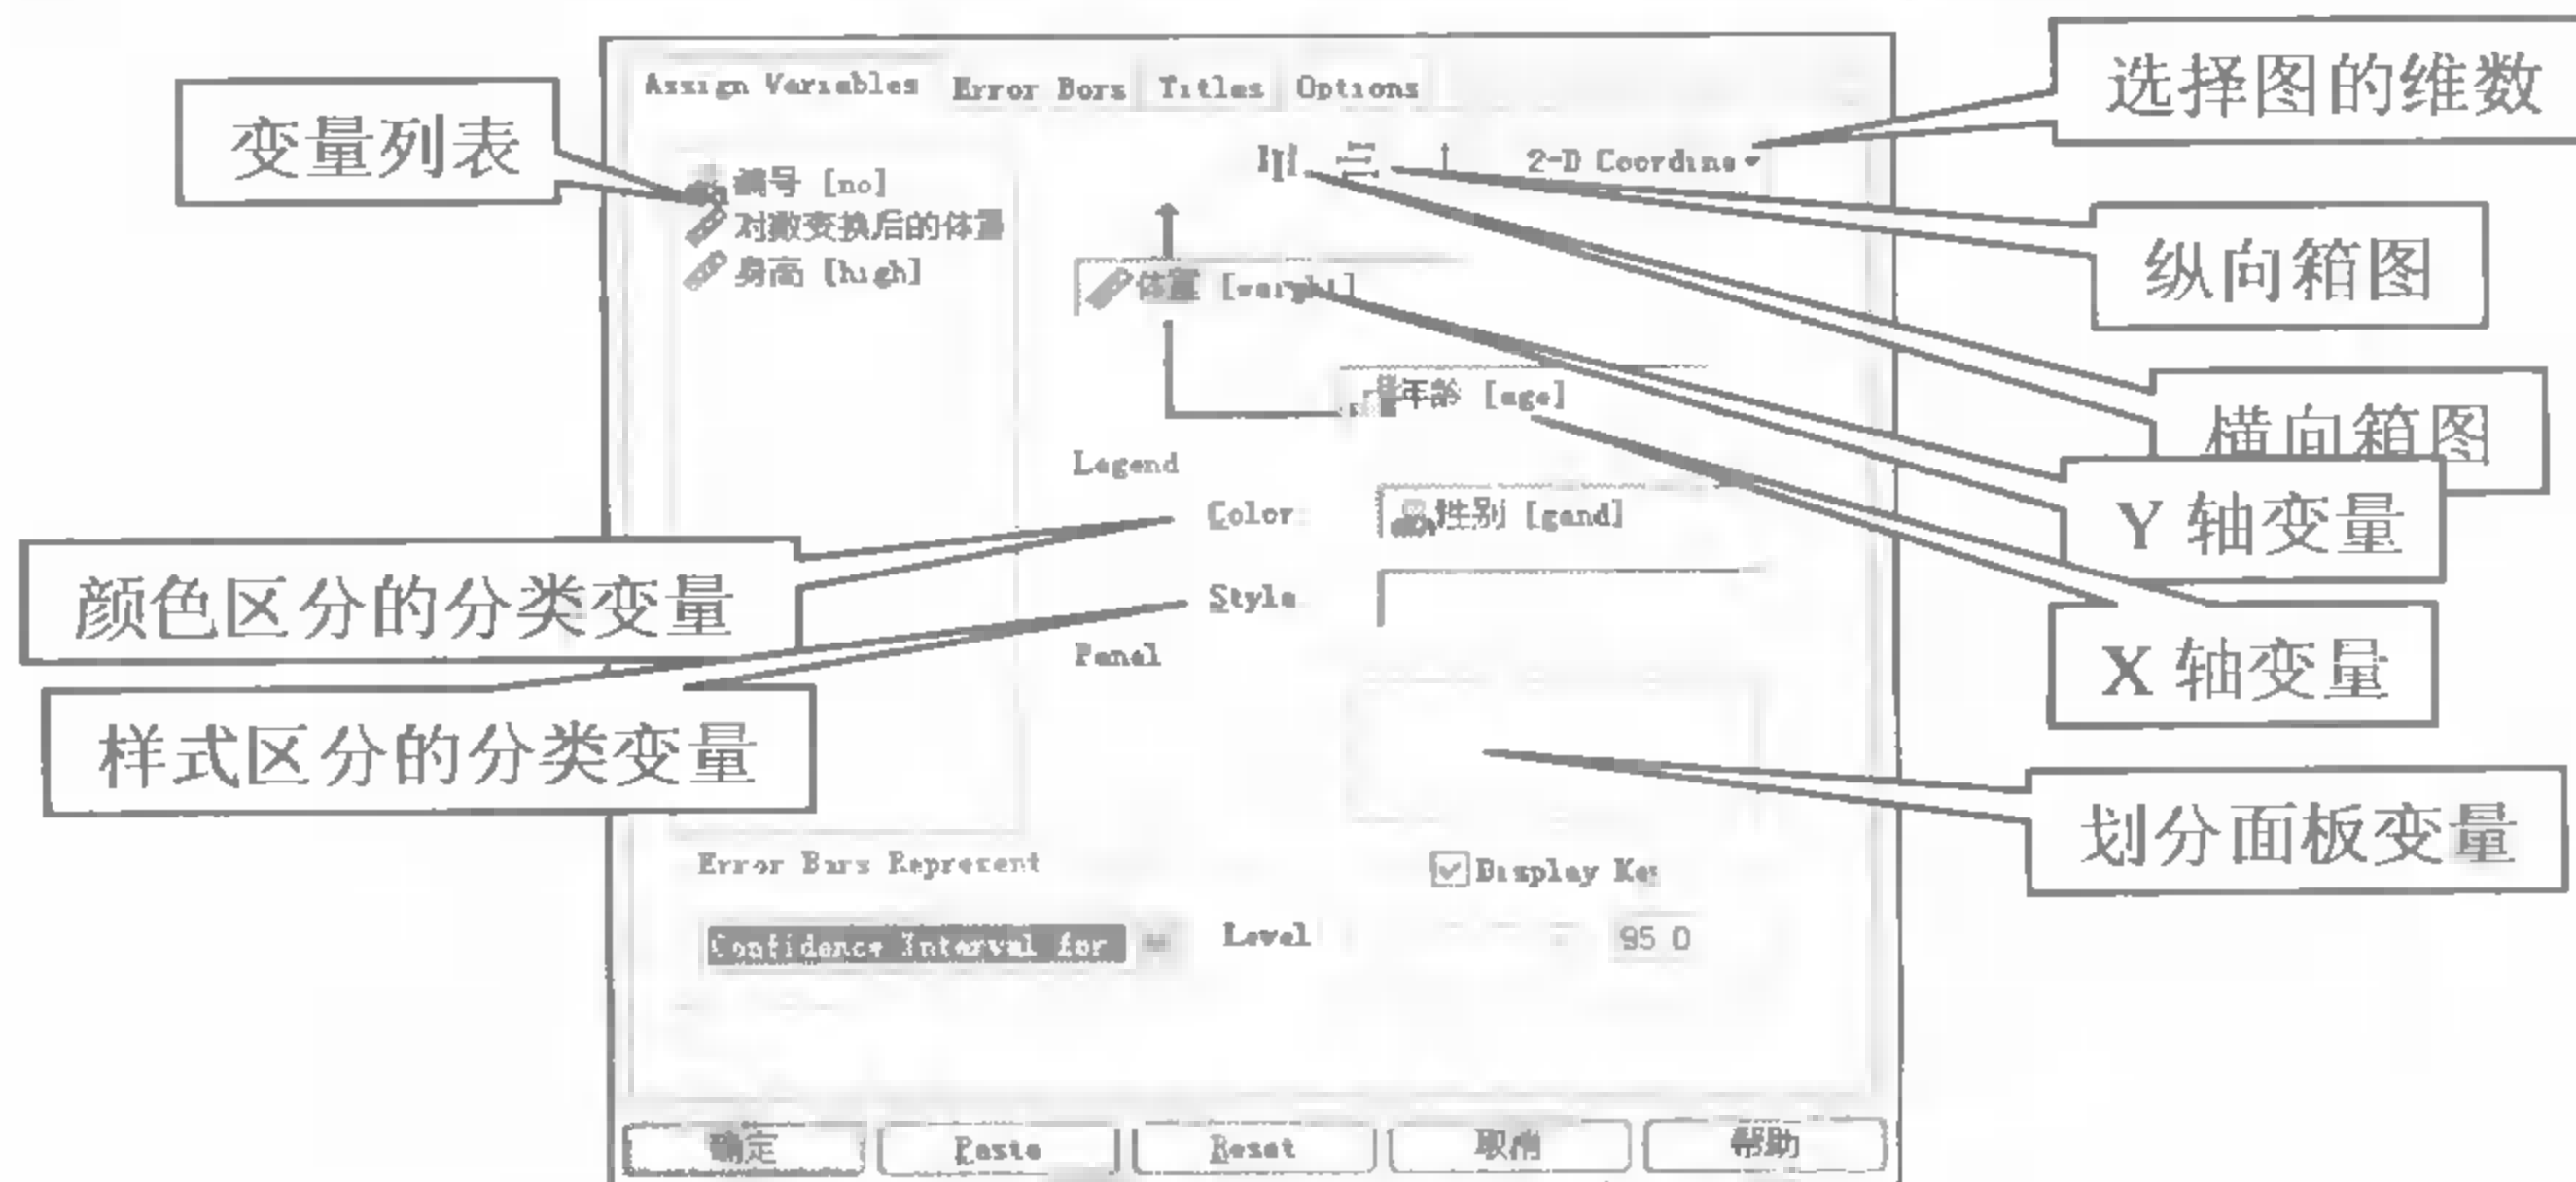 选择图的维数
Assign Variables Error Bars Titles Options
变量列表
2-D Coordina
编号 [no]
对数变换后的体重
身高 [high]
纵向箱图
体重 [weight]
横向箱图
年龄 [age]
Legend
Y 轴变量
Color
性别 [gend]
颜色区分的分类变量
Style
X 轴变量
Panel
样式区分的分类变量
划分面板变量
Error Bars Represent
Display Key
Confidence Interval for
Level
95 0
确定
Paste
Reset
取消
帮助